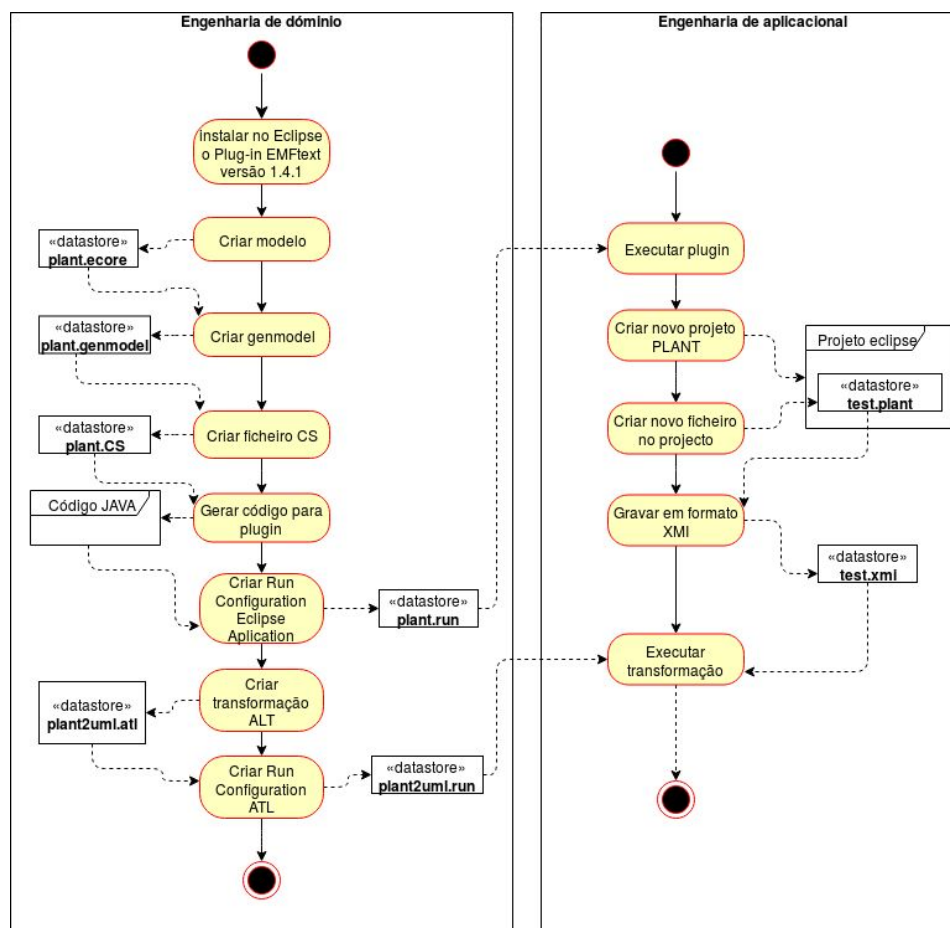 Engenharia de dóminio
Instalar no Eclipse
o Plug-in EMFtext
versão 1.4.1
Criar modelo
«datastore»
plant.ecore
Criar genmodel
«datastore»
plant.genmodel
Criar ficheiro CS
«datastore»
plant.CS
Gerar código para
plugin
Código JAVA
Criar Run
Configuration
Eclipse
Aplication
«datastore»
plant.run
Criar
transformação
ALT
«datastore»
plant2uml.atl
Criar Run
Configuration
ATL
«datastore»
plant2uml.run
Engenharia de aplicacional
Executar plugin
Criar novo projeto
PLANT
Projeto eclipse
«datastore»
test.plant
Criar novo ficheiro
no projecto
Gravar em formato
XMI
«datastore»
test.xmi
Executar
transformação